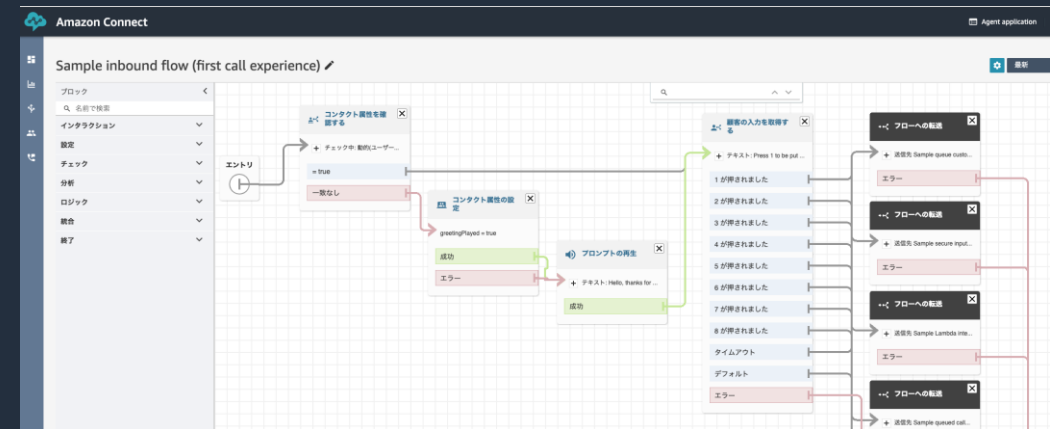 Amazon Connect
Agent application
Sample inbound flow (first call experience)
最新
ブロック
名前で検索
インタラクション
設定
チェック
分析
ロジック
統合
終了
エントリ
コンタクト属性を確
認する
チェック中: 動的(ユーザー...
= true
一致なし
コンタクト属性の設
定
greetingPlayed = true
成功
エラー
プロンプトの再生
テキスト: Hello, thanks for ...
成功
顧客の入力を取得す
る
テキスト: Press 1 to be put ...
1 が押されました
2 が押されました
3 が押されました
4 が押されました
5 が押されました
6 が押されました
7 が押されました
8 が押されました
タイムアウト
デフォルト
エラー
フローへの転送
送信先 Sample queue custo...
エラー
フローへの転送
送信先 Sample secure input...
エラー
フローへの転送
送信先 Sample Lambda inte...
エラー
フローへの転送
送信先 Sample queued call...